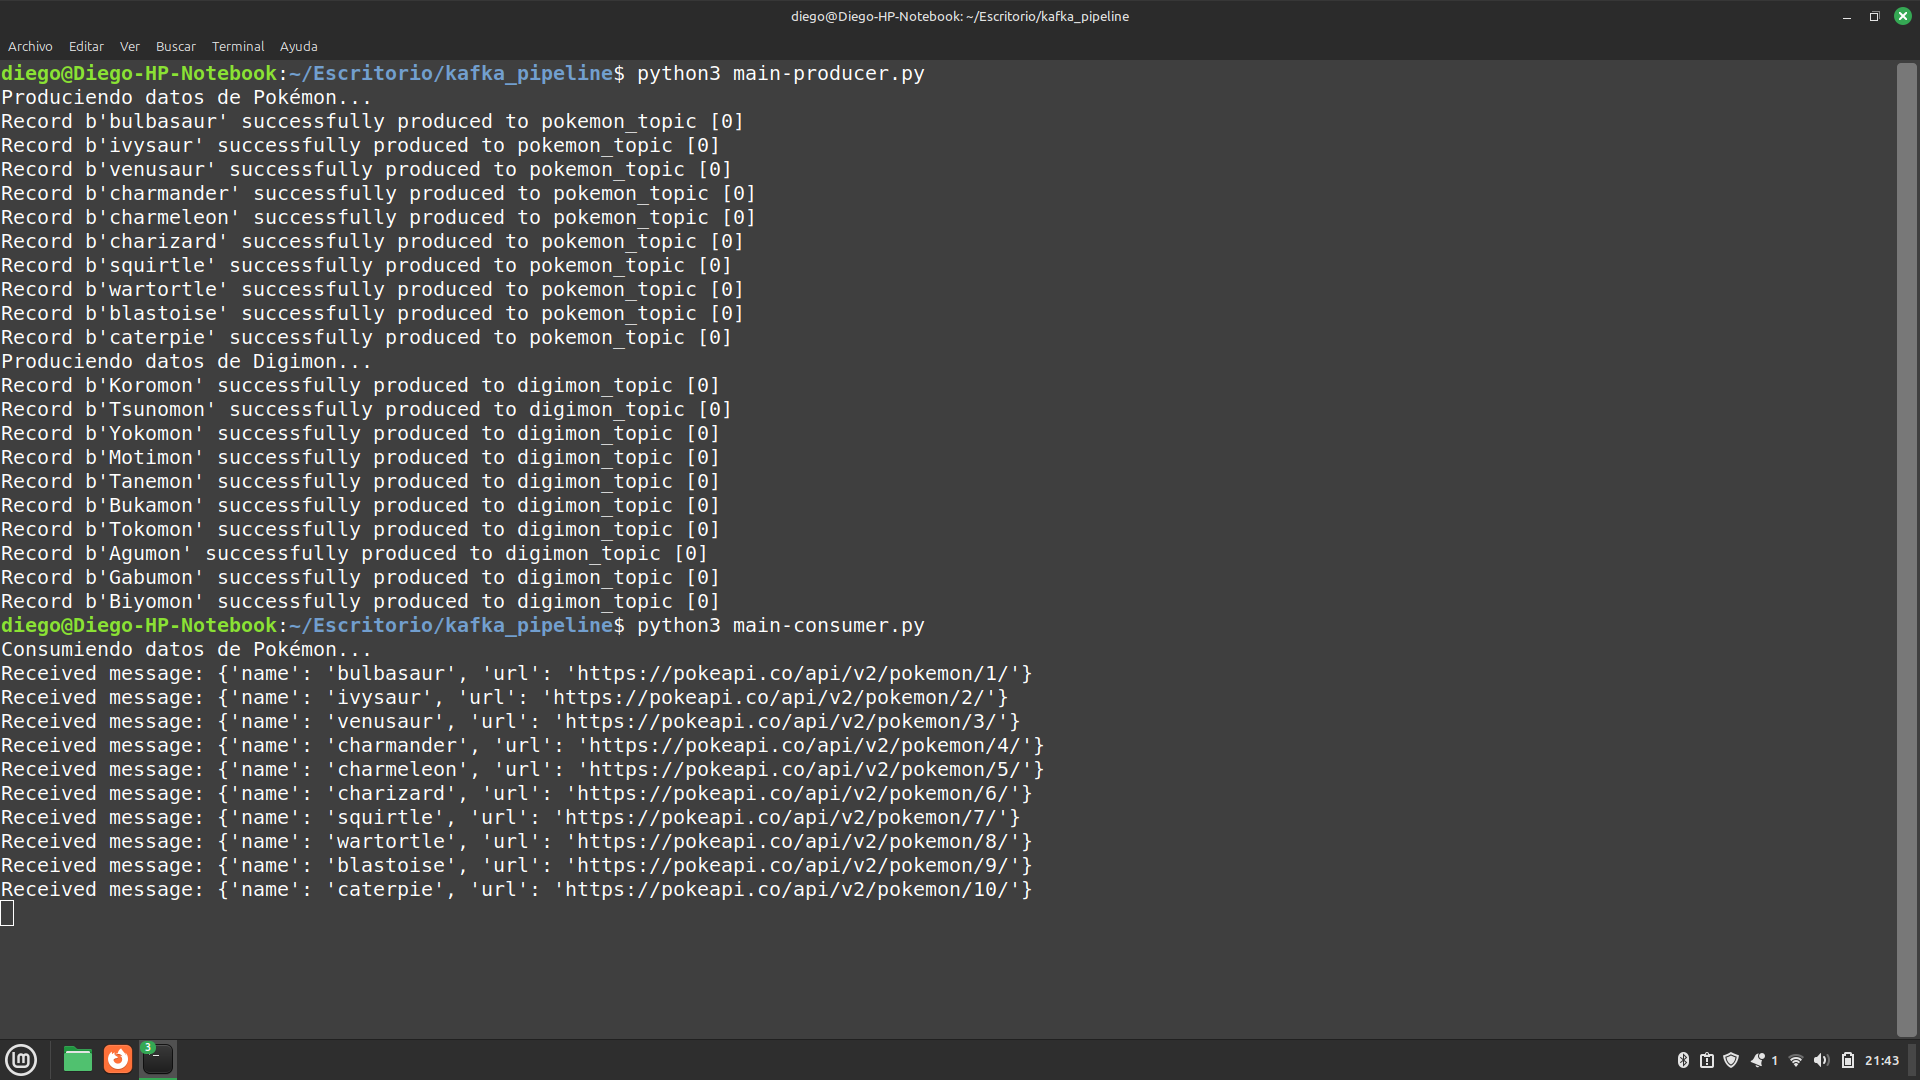 diego@Diego-HP-Notebook: ~/Escritorio/kafka_pipeline
Archivo Editar Ver Buscar Terminal Ayuda
diego@Diego-HP-Notebook:~/Escritorio/kafka_pipeline$ python3 main-producer.py
Produciendo datos de Pokémon...
Record b'bulbasaur' successfully produced to pokemon_topic [0]
Record b'ivysaur' successfully produced to pokemon_topic [0]
Record b'venusaur' successfully produced to pokemon_topic [0]
Record b'charmander' successfully produced to pokemon_topic [0]
Record b'charmeleon' successfully produced to pokemon_topic [0]
Record b'charizard' successfully produced to pokemon_topic [0]
Record b'squirtle' successfully produced to pokemon_topic [0]
Record b'wartortle' successfully produced to pokemon_topic [0]
Record b'blastoise' successfully produced to pokemon_topic [0]
Record b'caterpie' successfully produced to pokemon_topic [0]
Produciendo datos de Digimon...
Record b'Koromon' successfully produced to digimon_topic [0]
Record b'Tsunomon' successfully produced to digimon_topic [0]
Record b'Yokomon' successfully produced to digimon_topic [0]
Record b'Motimon' successfully produced to digimon_topic [0]
Record b'Tanemon' successfully produced to digimon_topic [0]
Record b'Bukamon' successfully produced to digimon_topic [0]
Record b'Tokomon' successfully produced to digimon_topic [0]
Record b'Agumon' successfully produced to digimon_topic [0]
Record b'Gabumon' successfully produced to digimon_topic [0]
Record b'Biyomon' successfully produced to digimon_topic [0]
diego@Diego-HP-Notebook:~/Escritorio/kafka_pipeline$ python3 main-consumer.py
Consumiendo datos de Pokémon...
Received message: {'name': 'bulbasaur', 'url': 'https://pokeapi.co/api/v2/pokemon/1/'}
Received message: {'name': 'ivysaur', 'url': 'https://pokeapi.co/api/v2/pokemon/2/'}
Received message: {'name': 'venusaur', 'url': 'https://pokeapi.co/api/v2/pokemon/3/'}
Received message: {'name': 'charmander', 'url': 'https://pokeapi.co/api/v2/pokemon/4/'}
Received message: {'name': 'charmeleon', 'url': 'https://pokeapi.co/api/v2/pokemon/5/'}
Received message: {'name': 'charizard', 'url': 'https://pokeapi.co/api/v2/pokemon/6/'}
Received message: {'name': 'squirtle', 'url': 'https://pokeapi.co/api/v2/pokemon/7/'}
Received message: {'name': 'wartortle', 'url': 'https://pokeapi.co/api/v2/pokemon/8/'}
Received message: {'name': 'blastoise', 'url': 'https://pokeapi.co/api/v2/pokemon/9/'}
Received message: {'name': 'caterpie', 'url': 'https://pokeapi.co/api/v2/pokemon/10/'}
3
1 21:43